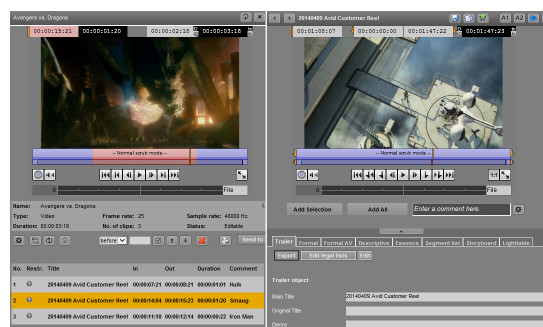 Avengers vs. Dragons
00:00:15:21 00:00:01:20 00:00:02:18 00:00:03:18
-- Normal scrub mode --
0
File
Name: Avengers vs. Dragons
Type: Video Frame rate: 25 Sample rate: 48000 Hz
Duration: 00:00:03:18 No. of clips: 3 Status: Editable
before
Send to
No. Restr. Title In Out Duration Comment
1 20140409 Avid Customer Reel 00:00:07:21 00:00:08:21 00:00:01:01 Hulk
2 20140409 Avid Customer Reel 00:00:14:04 00:00:15:23 00:00:01:20 Smaug
3 20140409 Avid Customer Reel 00:00:11:18 00:00:12:14 00:00:00:22 Iron Man
20140409 Avid Customer Reel
A1 A2
00:01:08:07 00:00:00:00 00:01:47:22 00:01:47:23
-- Normal scrub mode --
1:1
0
File
Add Selection Add All Enter a comment here.
Trailer Formal Formal AV Descriptive Essence Segment list Storyboard Lighttable
Export Edit legal lists Edit
Trailer object
Main Title 20140409 Avid Customer Reel
Original Title
Genre